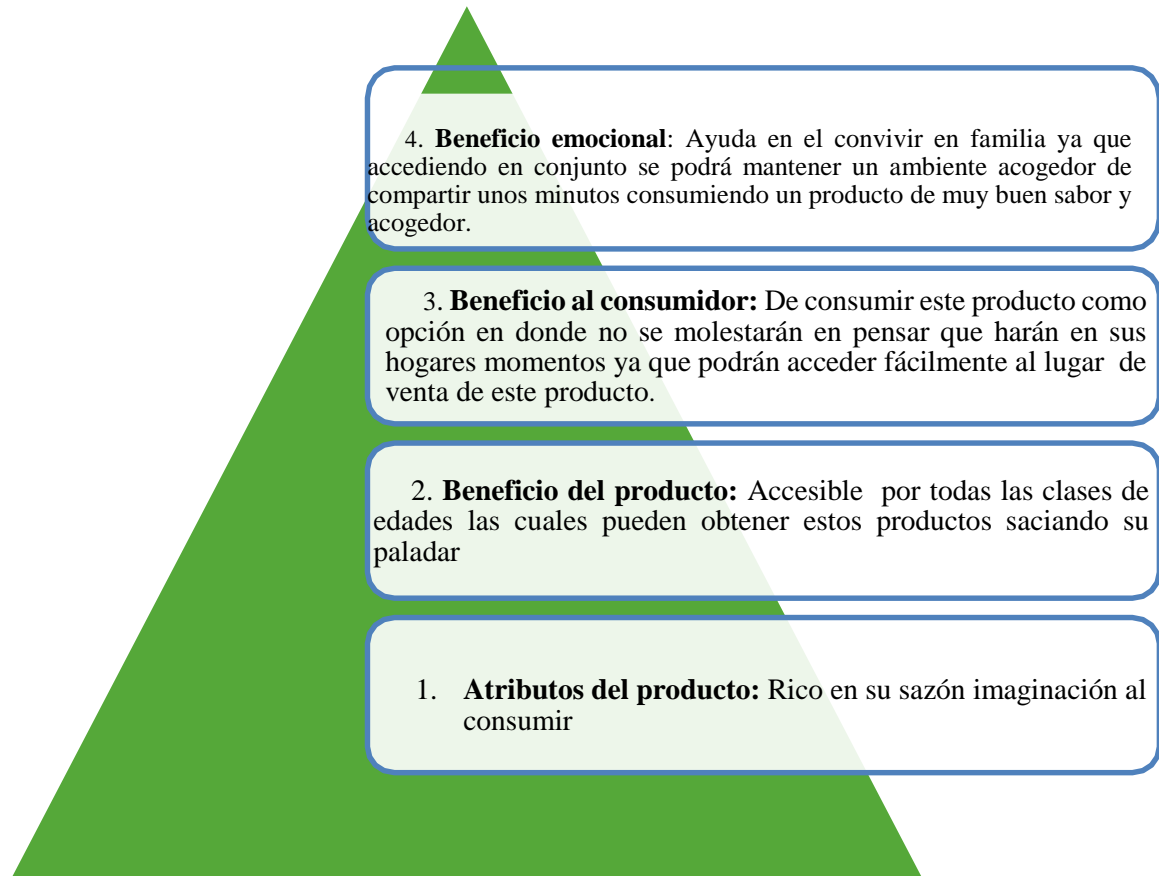 4. Beneficio emocional: Ayuda en el convivir en familia ya que
accediendo en conjunto se podrá mantener un ambiente acogedor de
compartir unos minutos consumiendo un producto de muy buen sabor y
acogedor.
3. Beneficio al consumidor: De consumir este producto como
opción en donde no se molestarán en pensar que harán en sus
hogares momentos ya que podrán acceder fácilmente al lugar de
venta de este producto.
2. Beneficio del producto: Accesible por todas las clases de
edades las cuales pueden obtener estos productos saciando su
paladar
1. Atributos del producto: Rico en su sazón imaginación al
consumir